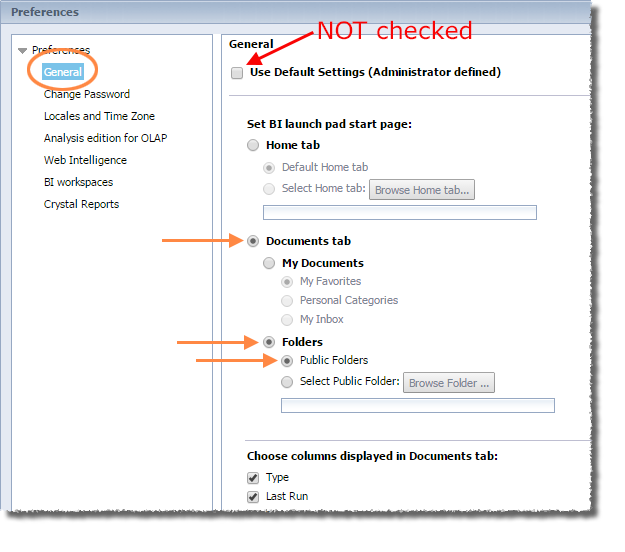 Preferences
NOT checked
Preferences
General
Change Password
Locales and Time Zone
Analysis edition for OLAP
Web Intelligence
BI workspaces
Crystal Reports
General
Use Default Settings (Administrator defined)
Set BI launch pad start page:
Home tab
Default Home tab
Select Home tab: Browse Home tab...
Documents tab
My Documents
My Favorites
Personal Categories
My Inbox
Folders
Public Folders
Select Public Folder: Browse Folder ...
Choose columns displayed in Documents tab:
Type
Last Run